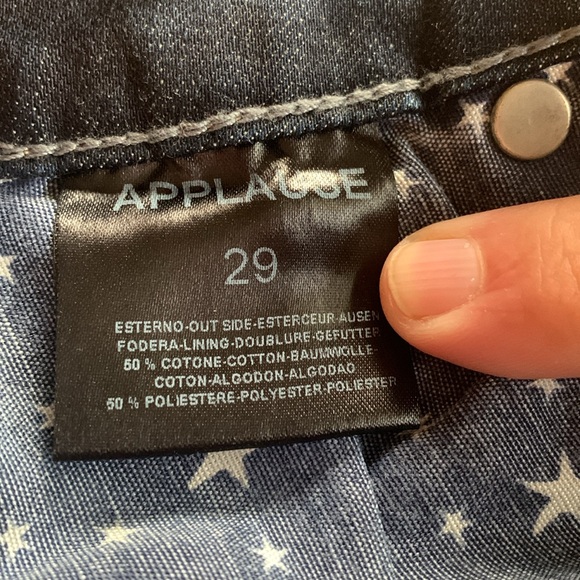 APPLAUSE
29
ESTERNO-OUT SIDE-ESTERCEUR-AUSEN
FODERA-LINING-DOUBLURE-GEFUTTER
50 % COTONE-COTTON-BAUMWOLLE-
COTON-ALGODON-ALGODAO
50 % POLIESTERE-POLYESTER-POLIESTER